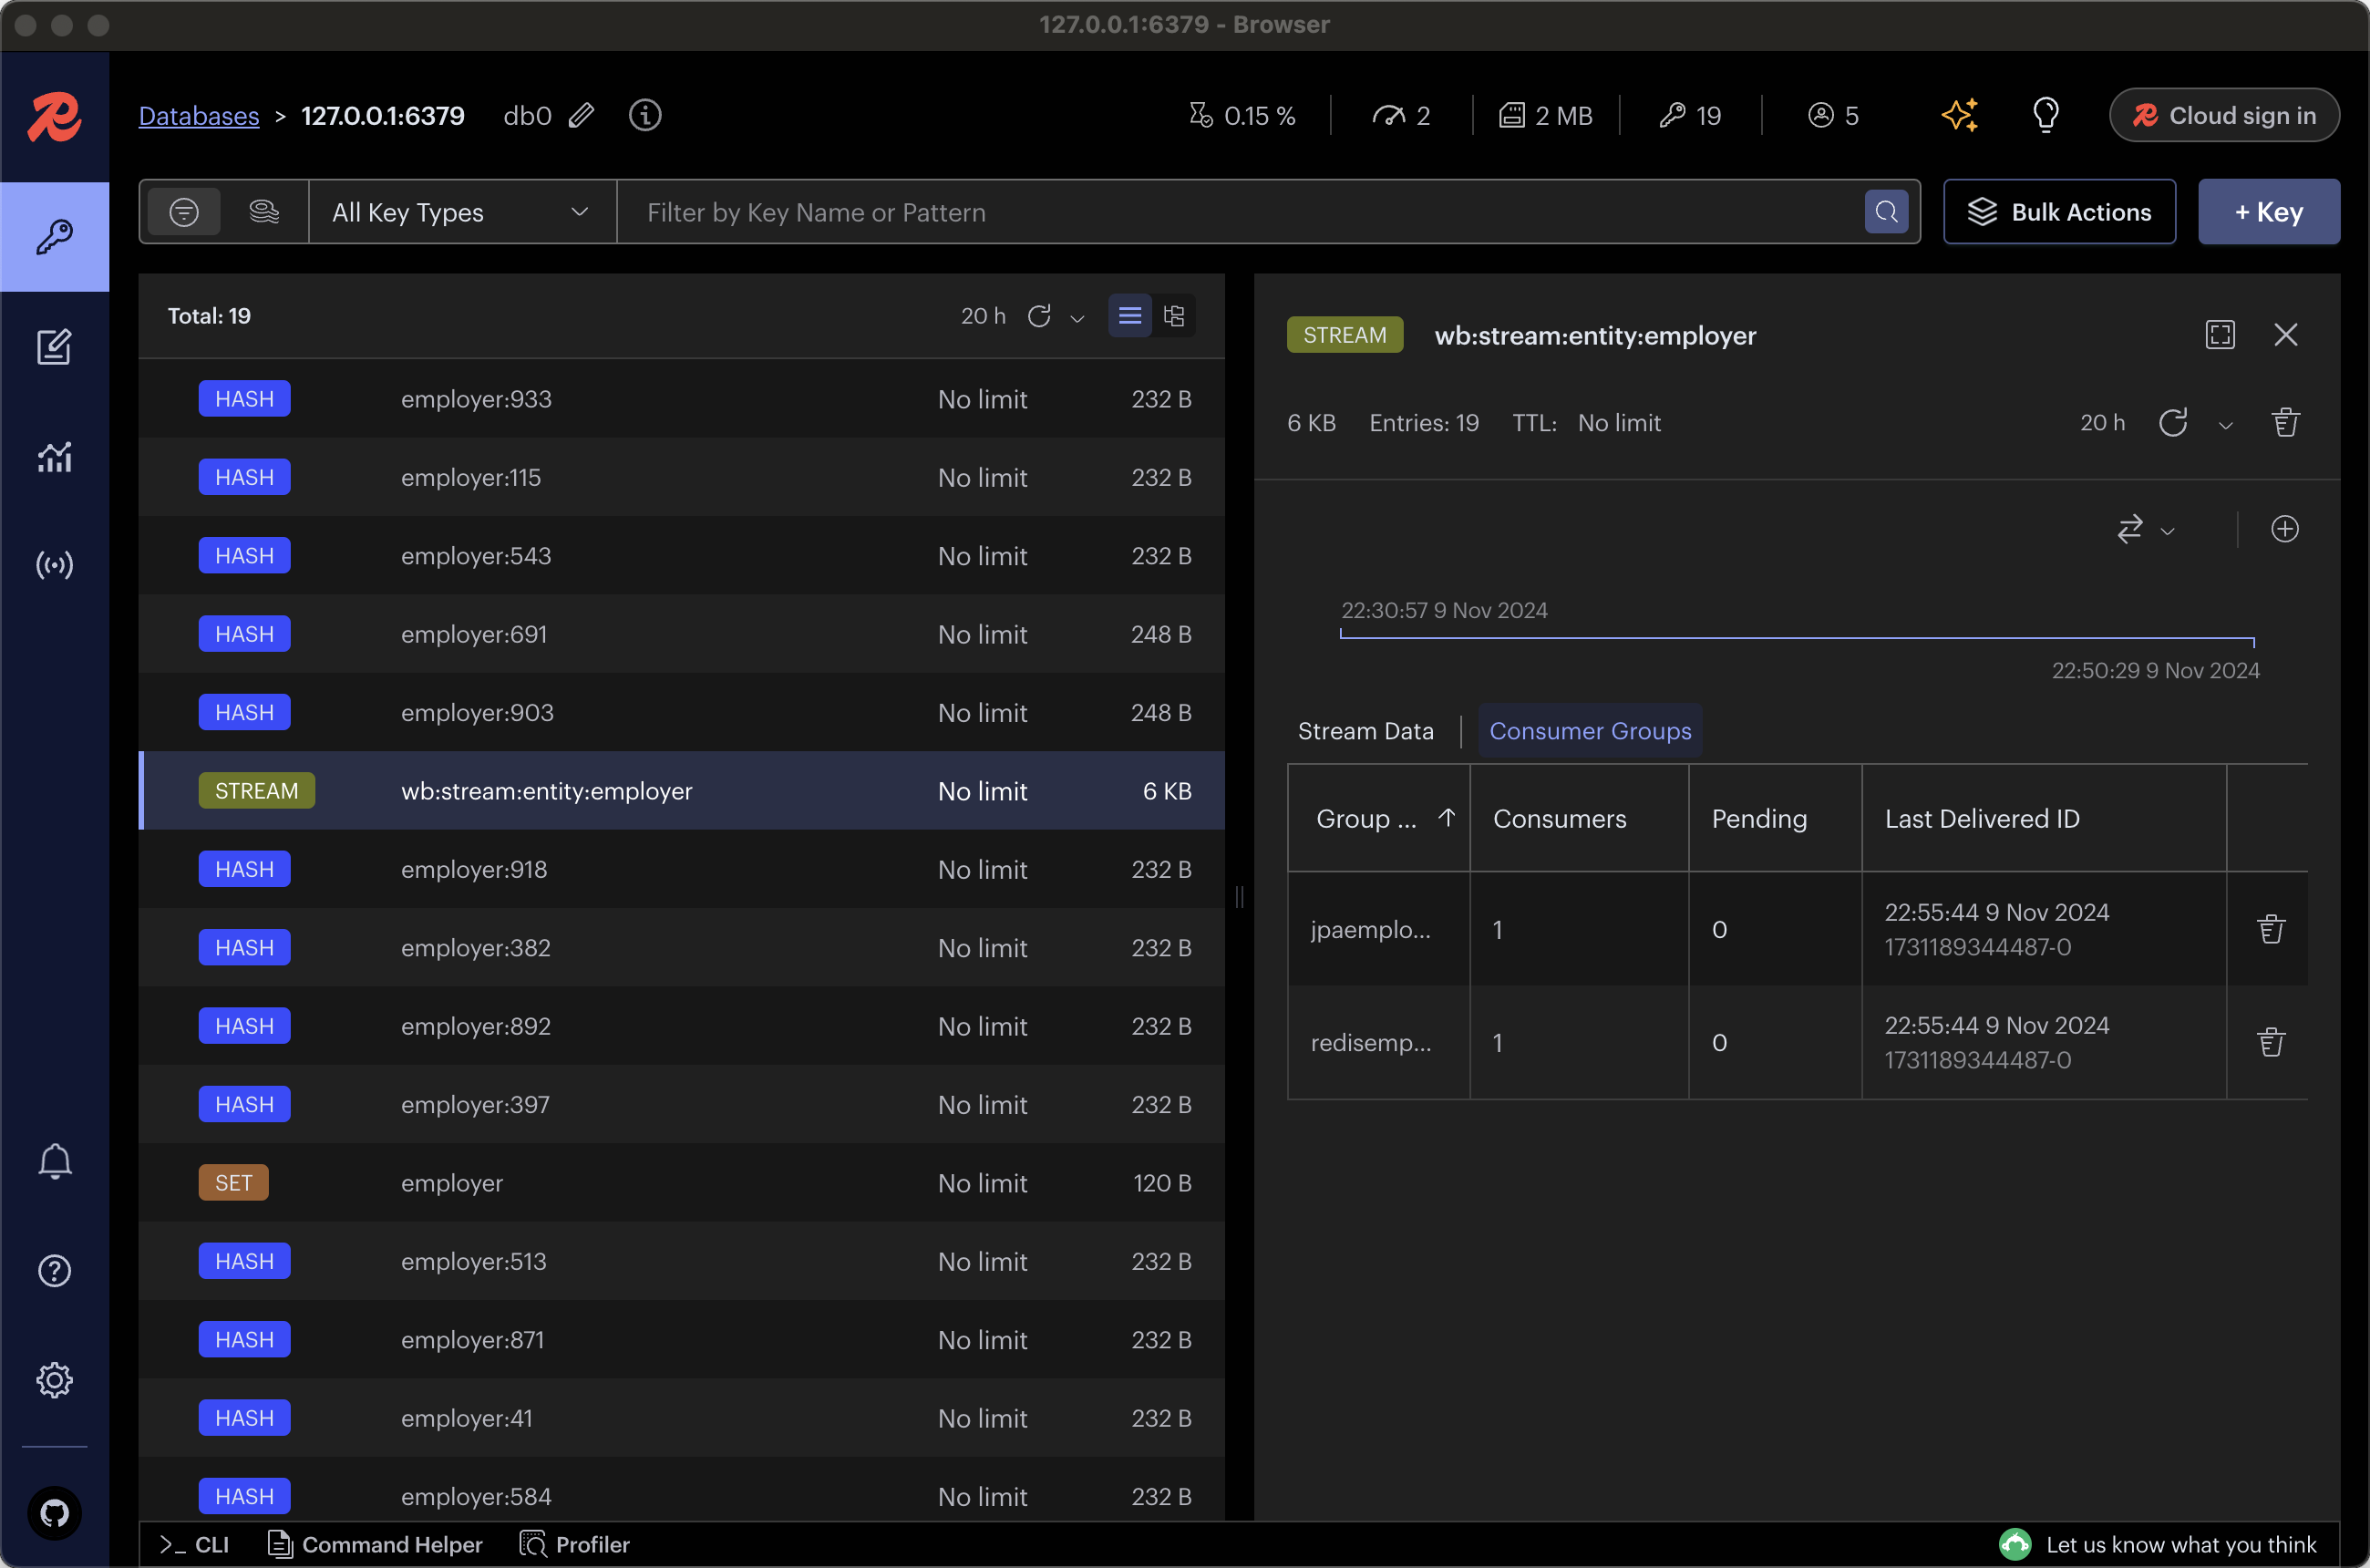 127.0.0.1:6379 - Browser
Databases > 127.0.0.1:6379 db0 0.15 % 2 2 MB 19 5 Cloud sign in
All Key Types Filter by Key Name or Pattern Bulk Actions + Key
Total: 19 20 h
HASH employer:933 No limit 232 B
HASH employer:115 No limit 232 B
HASH employer:543 No limit 232 B
HASH employer:691 No limit 248 B
HASH employer:903 No limit 248 B
STREAM wb:stream:entity:employer No limit 6 KB
HASH employer:918 No limit 232 B
HASH employer:382 No limit 232 B
HASH employer:892 No limit 232 B
HASH employer:397 No limit 232 B
SET employer No limit 120 B
HASH employer:513 No limit 232 B
HASH employer:871 No limit 232 B
HASH employer:41 No limit 232 B
HASH employer:584 No limit 232 B
STREAM wb:stream:entity:employer
6 KB Entries: 19 TTL: No limit 20 h
22:30:57 9 Nov 2024
22:50:29 9 Nov 2024
Stream Data Consumer Groups
Group ... Consumers Pending Last Delivered ID
jpaemplo... 1 0 22:55:44 9 Nov 2024
1731189344487-0
redisemp... 1 0 22:55:44 9 Nov 2024
1731189344487-0
>_ CLI Command Helper Profiler Let us know what you think